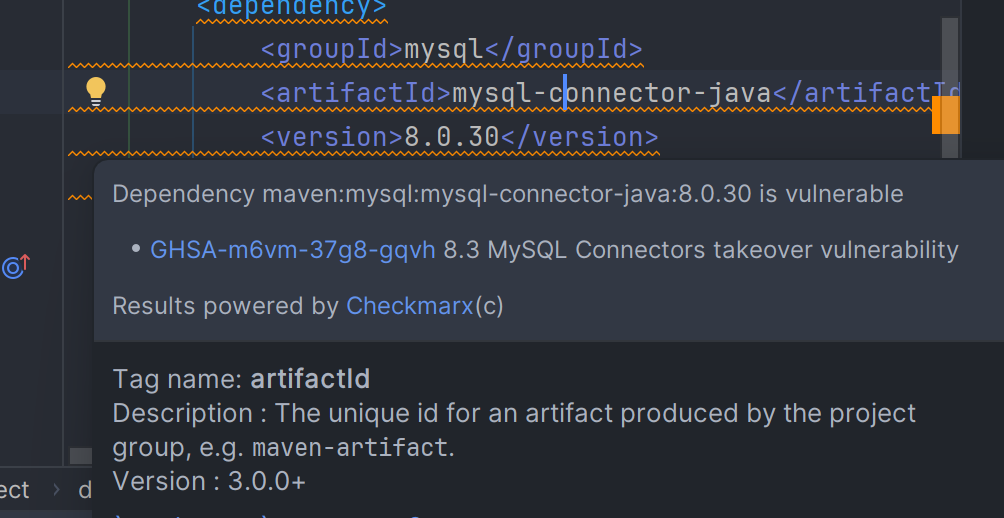 <dependency>
<groupId>mysql</groupId>
<artifactId>mysql-connector-java</artifactId
<version>8.0.30</version>
Dependency maven:mysql:mysql-connector-java:8.0.30 is vulnerable
• GHSA-m6vm-37g8-gqvh 8.3 MySQL Connectors takeover vulnerability
Results powered by Checkmarx(c)
Tag name: artifactId
Description : The unique id for an artifact produced by the project
group, e.g. maven-artifact.
Version : 3.0.0+
ect › d